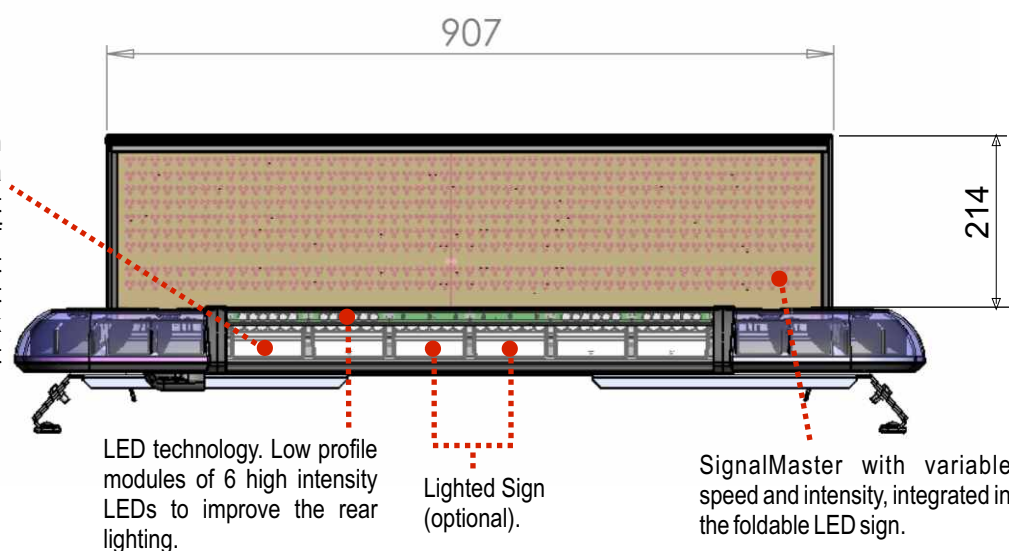 907
214
LED technology. Low profile
modules of 6 high intensity
LEDs to improve the rear
lighting.
Lighted Sign
(optional).
SignalMaster with variable
speed and intensity, integrated in
the foldable LED sign.